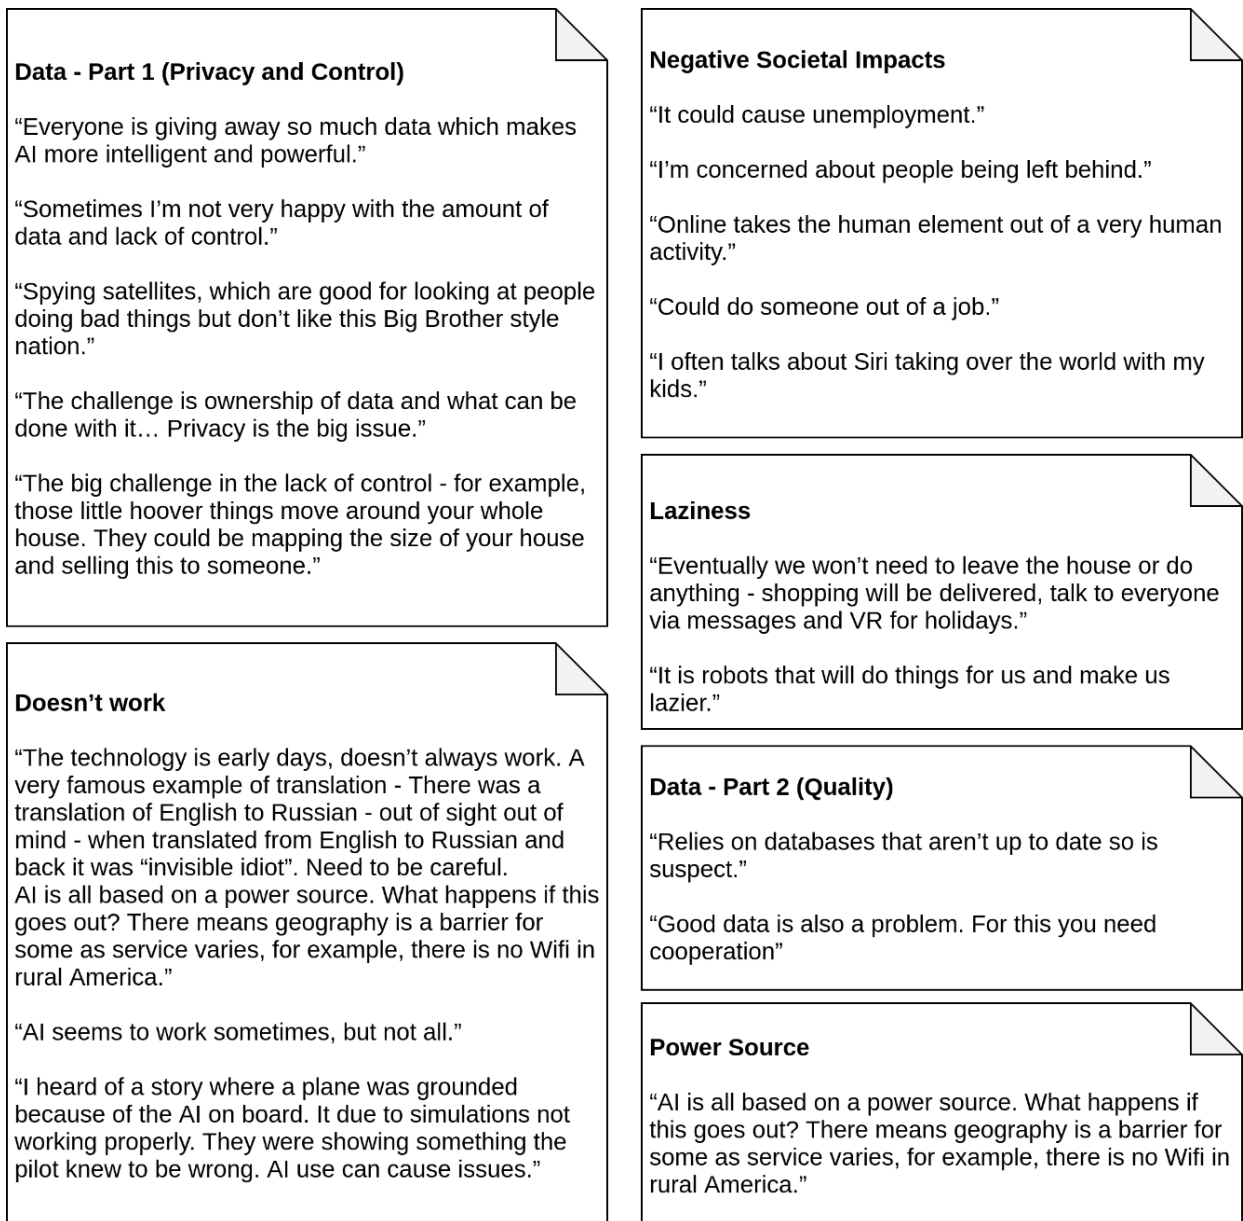 Data - Part 1 (Privacy and Control)
“Everyone is giving away so much data which makes
AI more intelligent and powerful.”
“Sometimes I’m not very happy with the amount of
data and lack of control.”
“Spying satellites, which are good for looking at people
doing bad things but don’t like this Big Brother style
nation.”
“The challenge is ownership of data and what can be
done with it… Privacy is the big issue.”
“The big challenge in the lack of control - for example,
those little hoover things move around your whole
house. They could be mapping the size of your house
and selling this to someone.”
Doesn’t work
“The technology is early days, doesn’t always work. A
very famous example of translation - There was a
translation of English to Russian - out of sight out of
mind - when translated from English to Russian and
back it was “invisible idiot”. Need to be careful.
AI is all based on a power source. What happens if this
goes out? There means geography is a barrier for
some as service varies, for example, there is no Wifi in
rural America.”
“AI seems to work sometimes, but not all.”
“I heard of a story where a plane was grounded
because of the AI on board. It due to simulations not
working properly. They were showing something the
pilot knew to be wrong. AI use can cause issues.”
Negative Societal Impacts
“It could cause unemployment.”
“I’m concerned about people being left behind.”
“Online takes the human element out of a very human
activity.”
“Could do someone out of a job.”
“I often talks about Siri taking over the world with my
kids.”
Laziness
“Eventually we won’t need to leave the house or do
anything - shopping will be delivered, talk to everyone
via messages and VR for holidays.”
“It is robots that will do things for us and make us
lazier.”
Data - Part 2 (Quality)
“Relies on databases that aren’t up to date so is
suspect.”
“Good data is also a problem. For this you need
cooperation”
Power Source
“AI is all based on a power source. What happens if
this goes out? There means geography is a barrier for
some as service varies, for example, there is no Wifi in
rural America.”